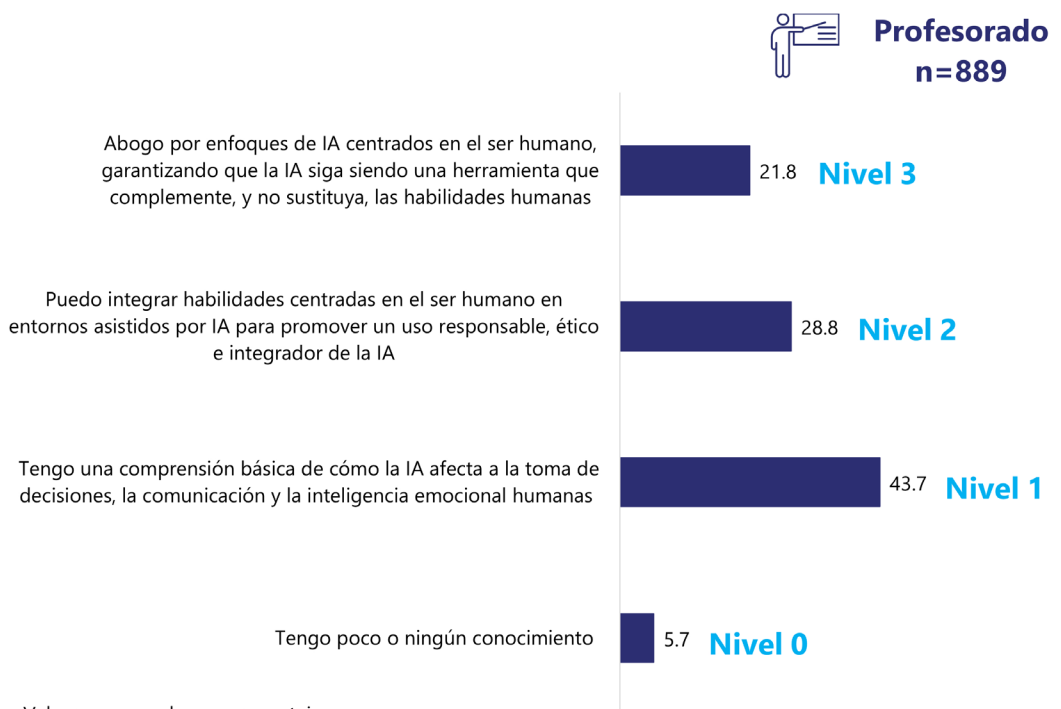 Profesorado
n=889
Abogo por enfoques de IA centrados en el ser humano,
garantizando que la IA siga siendo una herramienta que
complemente, y no sustituya, las habilidades humanas
21.8 Nivel 3
Puedo integrar habilidades centradas en el ser humano en
entornos asistidos por IA para promover un uso responsable, ético
e integrador de la IA
28.8 Nivel 2
Tengo una comprensión básica de cómo la IA afecta a la toma de
decisiones, la comunicación y la inteligencia emocional humanas
43.7 Nivel 1
Tengo poco o ningún conocimiento
5.7 Nivel 0